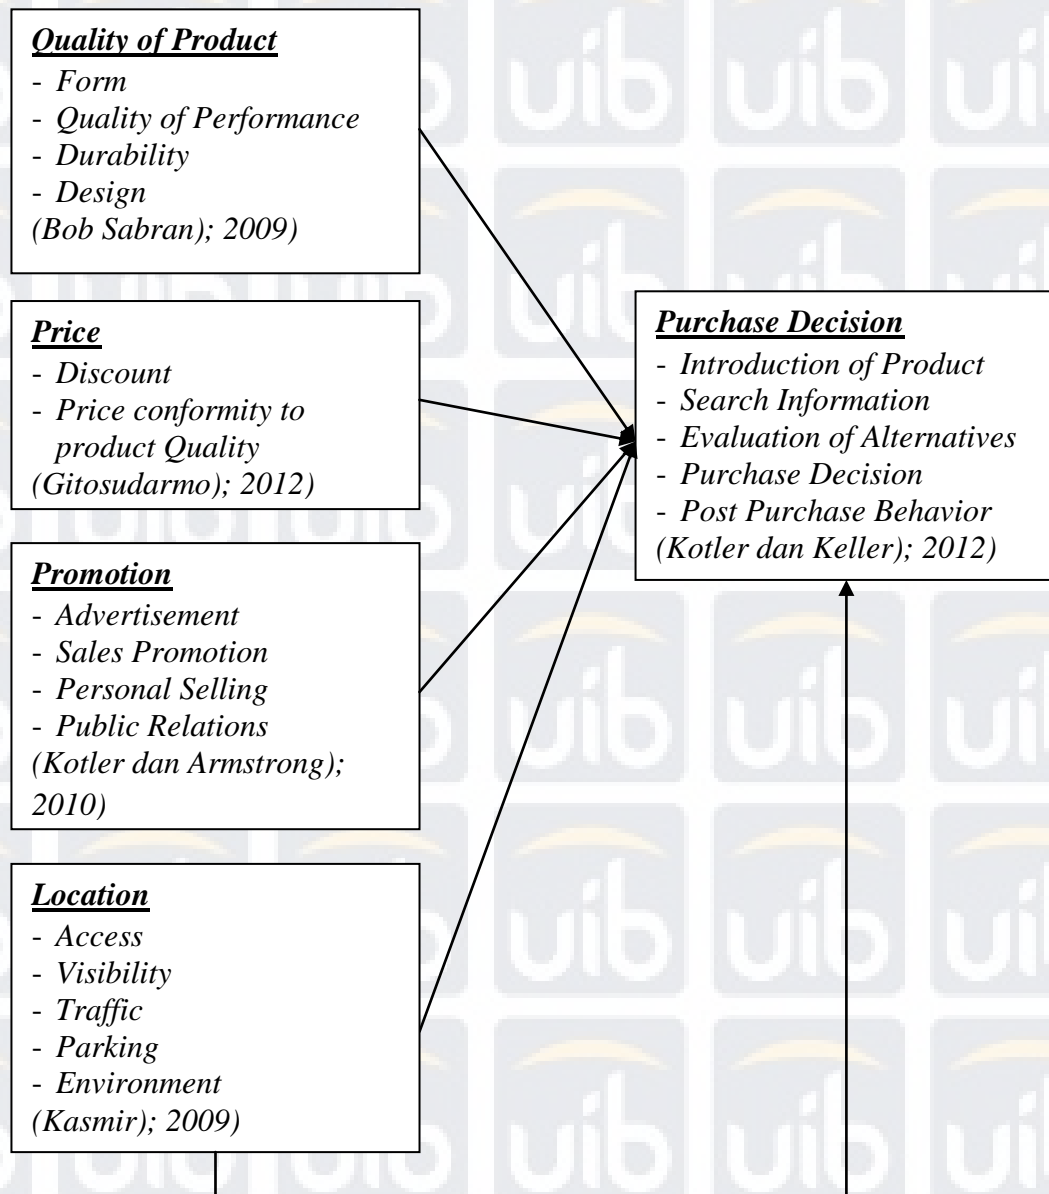 Quality of Product
- Form
- Quality of Performance
- Durability
- Design
(Bob Sabran); 2009)
Price
- Discount
- Price conformity to
product Quality
(Gitosudarmo); 2012)
Promotion
- Advertisement
- Sales Promotion
- Personal Selling
- Public Relations
(Kotler dan Armstrong);
2010)
Location
- Access
- Visibility
- Traffic
- Parking
- Environment
(Kasmir); 2009)
Purchase Decision
- Introduction of Product
- Search Information
- Evaluation of Alternatives
- Purchase Decision
- Post Purchase Behavior
(Kotler dan Keller); 2012)
uib